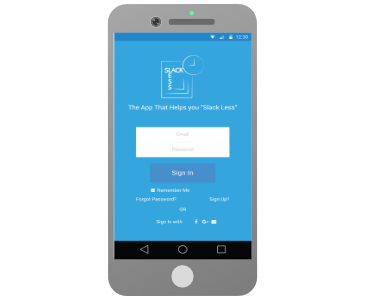 12:30
SLACK
LESS
The App That Helps you "Slack Less"
Email
Password
Sign In
Remember Me
Forgot Password?
Sign Up?
OR
Sign In with
G+